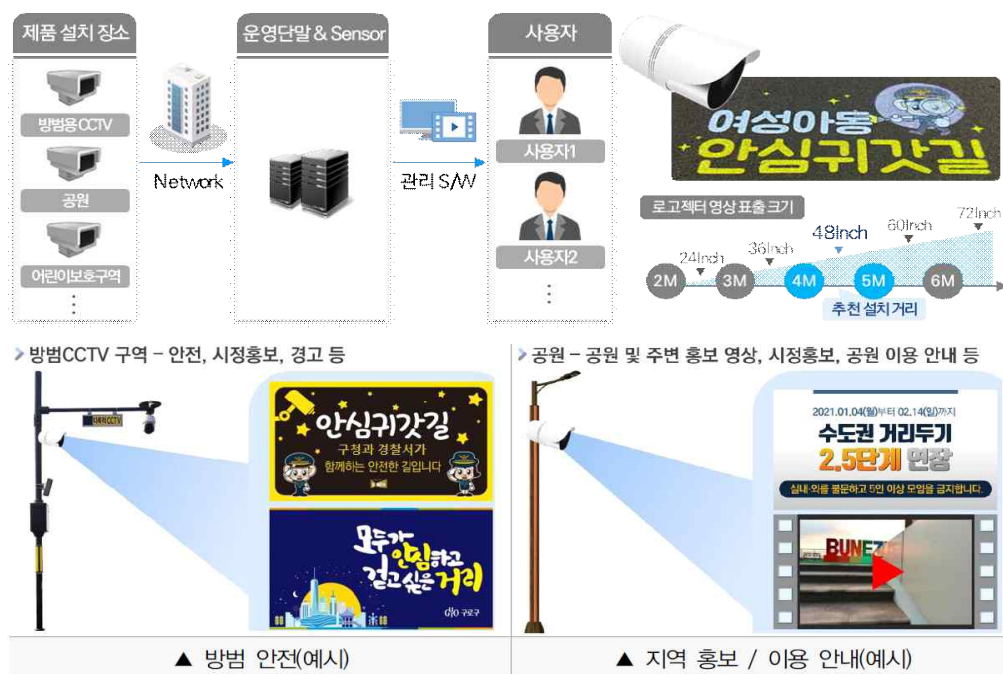 제품 설치 장소
방범용 CCTV
공원
어린이보호구역
Network
운영단말 & Sensor
관리 S/W
사용자
사용자1
사용자2
여성아동
안심귀갓길
로고젝터 영상 표출 크기
24Inch
36Inch
48Inch
60Inch
72Inch
2M
3M
4M
5M
6M
추천 설치 거리
방범CCTV 구역 - 안전, 시정홍보, 경고 등
안심귀갓길
구청과 경찰서가
함께하는 안전한 길입니다
모두가
안심하고
걷고싶은 거리
구로구
▲ 방범 안전(예시)
공원 - 공원 및 주변 홍보 영상, 시정홍보, 공원 이용 안내 등
2021.01.04(월)부터 02.14(일)까지
수도권 거리두기
2.5단계 연장
실내·외를 불문하고 5인 이상 모임을 금지합니다.
▲ 지역 홍보 / 이용 안내(예시)